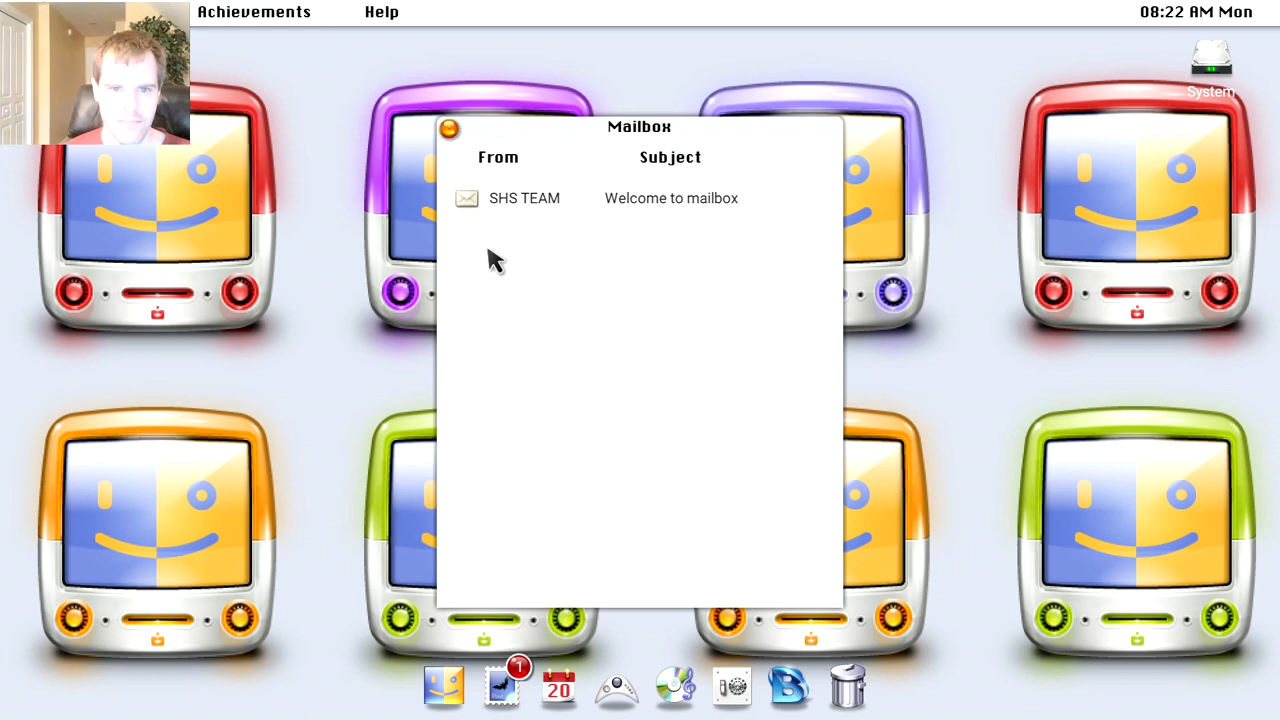 Achievements Help 08:22 AM Mon
System
Mailbox
From Subject
SHS TEAM Welcome to mailbox
1
20